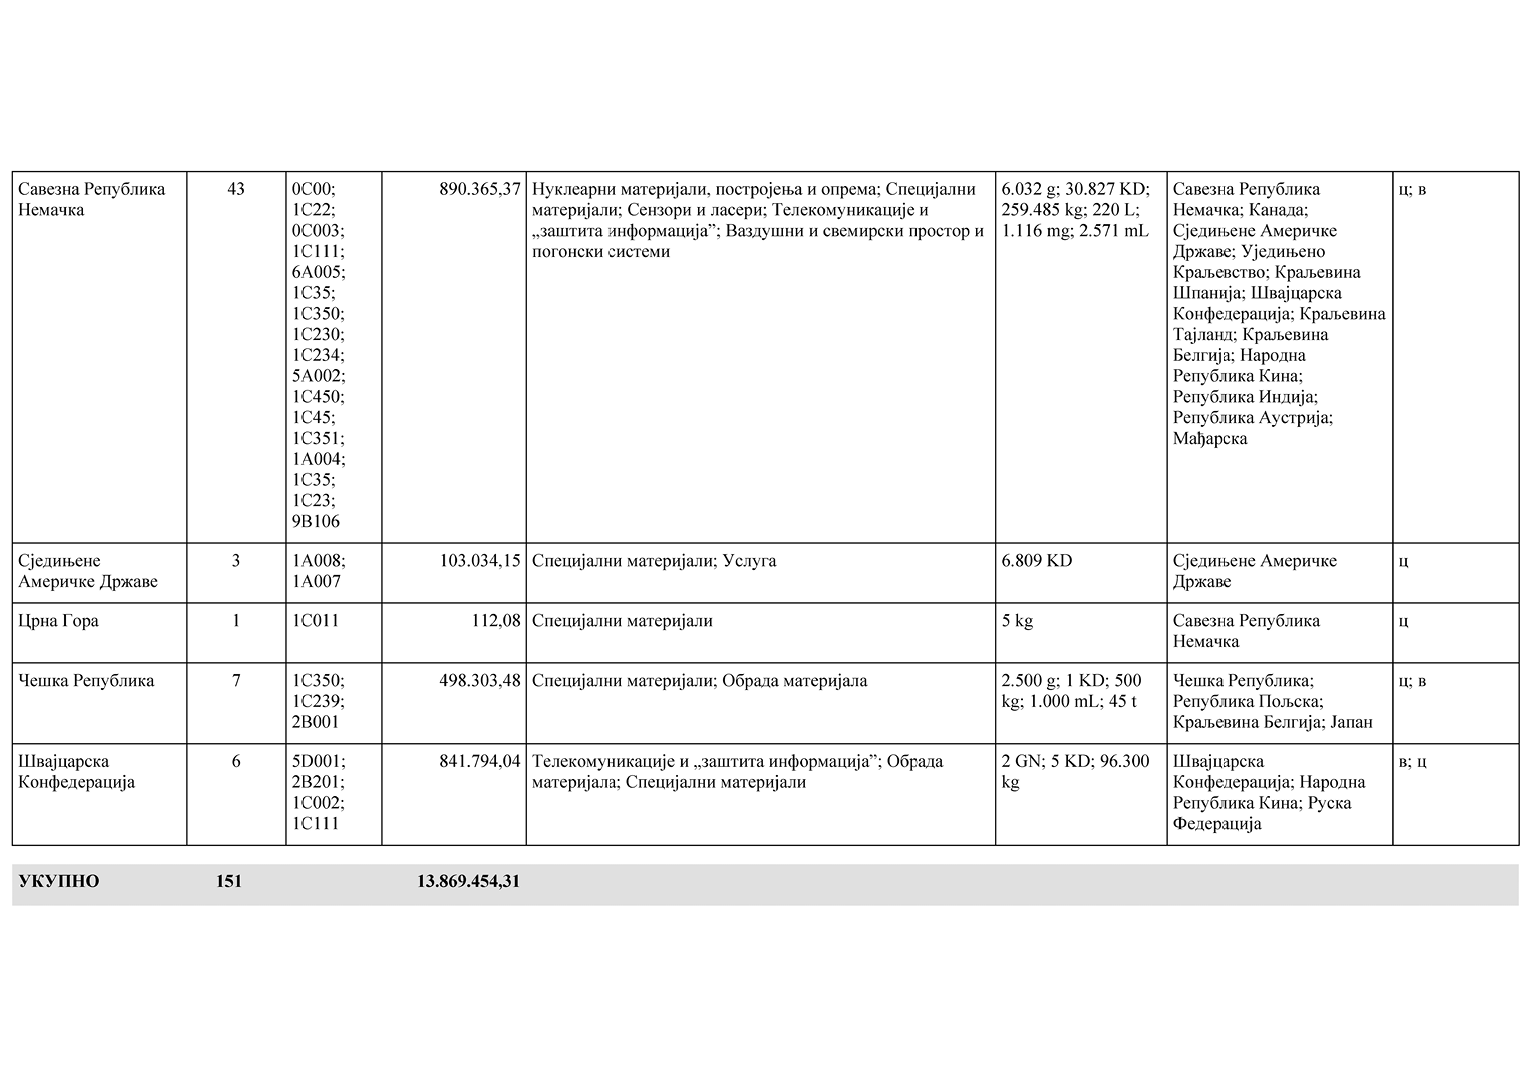 Савезна Република
Немачка
43
0C00;
1C22;
0C003;
1C111;
6A005;
1C35;
1C350;
1C230;
1C234;
5A002;
1C450;
1C45;
1C351;
1A004;
1C35;
1C23;
9B106
890.365,37
Нуклеарни материјали, постројења и опрема; Специјални
материјали; Сензори и ласери; Телекомуникације и
„заштита информација”; Ваздушни и свемирски простор и
погонски системи
6.032 g; 30.827 KD;
259.485 kg; 220 L;
1.116 mg; 2.571 mL
Савезна Република
Немачка; Канада;
Сједињене Америчке
Државе; Уједињено
Краљевство; Краљевина
Шпанија; Швајцарска
Конфедерација; Краљевина
Тајланд; Краљевина
Белгија; Народна
Република Кина;
Република Индија;
Република Аустрија;
Мађарска
ц; в
Сједињене
Америчке Државе
3
1A008;
1A007
103.034,15
Специјални материјали; Услуга
6.809 KD
Сједињене Америчке
Државе
ц
Црна Гора
1
1C011
112,08
Специјални материјали
5 kg
Савезна Република
Немачка
ц
Чешка Република
7
1C350;
1C239;
2B001
498.303,48
Специјални материјали; Обрада материјала
2.500 g; 1 KD; 500
kg; 1.000 mL; 45 t
Чешка Република;
Република Пољска;
Краљевина Белгија; Јапан
ц; в
Швајцарска
Конфедерација
6
5D001;
2B201;
1C002;
1C111
841.794,04
Телекомуникације и „заштита информација”; Обрада
материјала; Специјални материјали
2 GN; 5 KD; 96.300
kg
Швајцарска
Конфедерација; Народна
Република Кина; Руска
Федерација
в; ц
УКУПНО 151 13.869.454,31